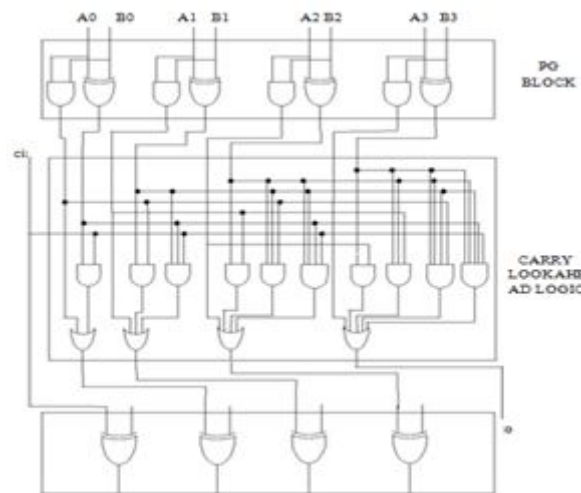 A0 B0 A1 B1 A2 B2 A3 B3
PG
BLOCK
ci
CARRY
LOOKAHE
AD LOGIC